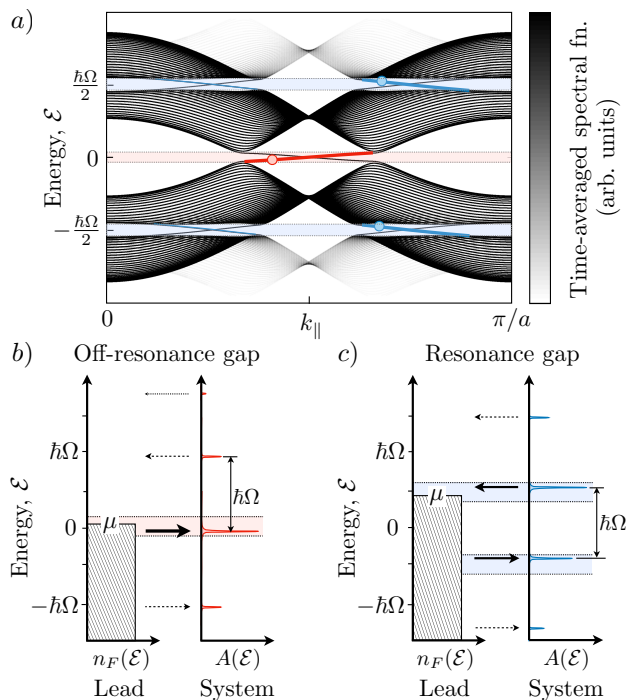 a)
Energy, ℰ
ħΩ/2
0
−ħΩ/2
0
k∥
π/a
Time-averaged spectral fn.
(arb. units)
b)
Off-resonance gap
Energy, ℰ
ħΩ
0
−ħΩ
μ
ħΩ
n_F(ℰ)
A(ℰ)
Lead
System
c)
Resonance gap
Energy, ℰ
ħΩ
0
−ħΩ
μ
ħΩ
n_F(ℰ)
A(ℰ)
Lead
System